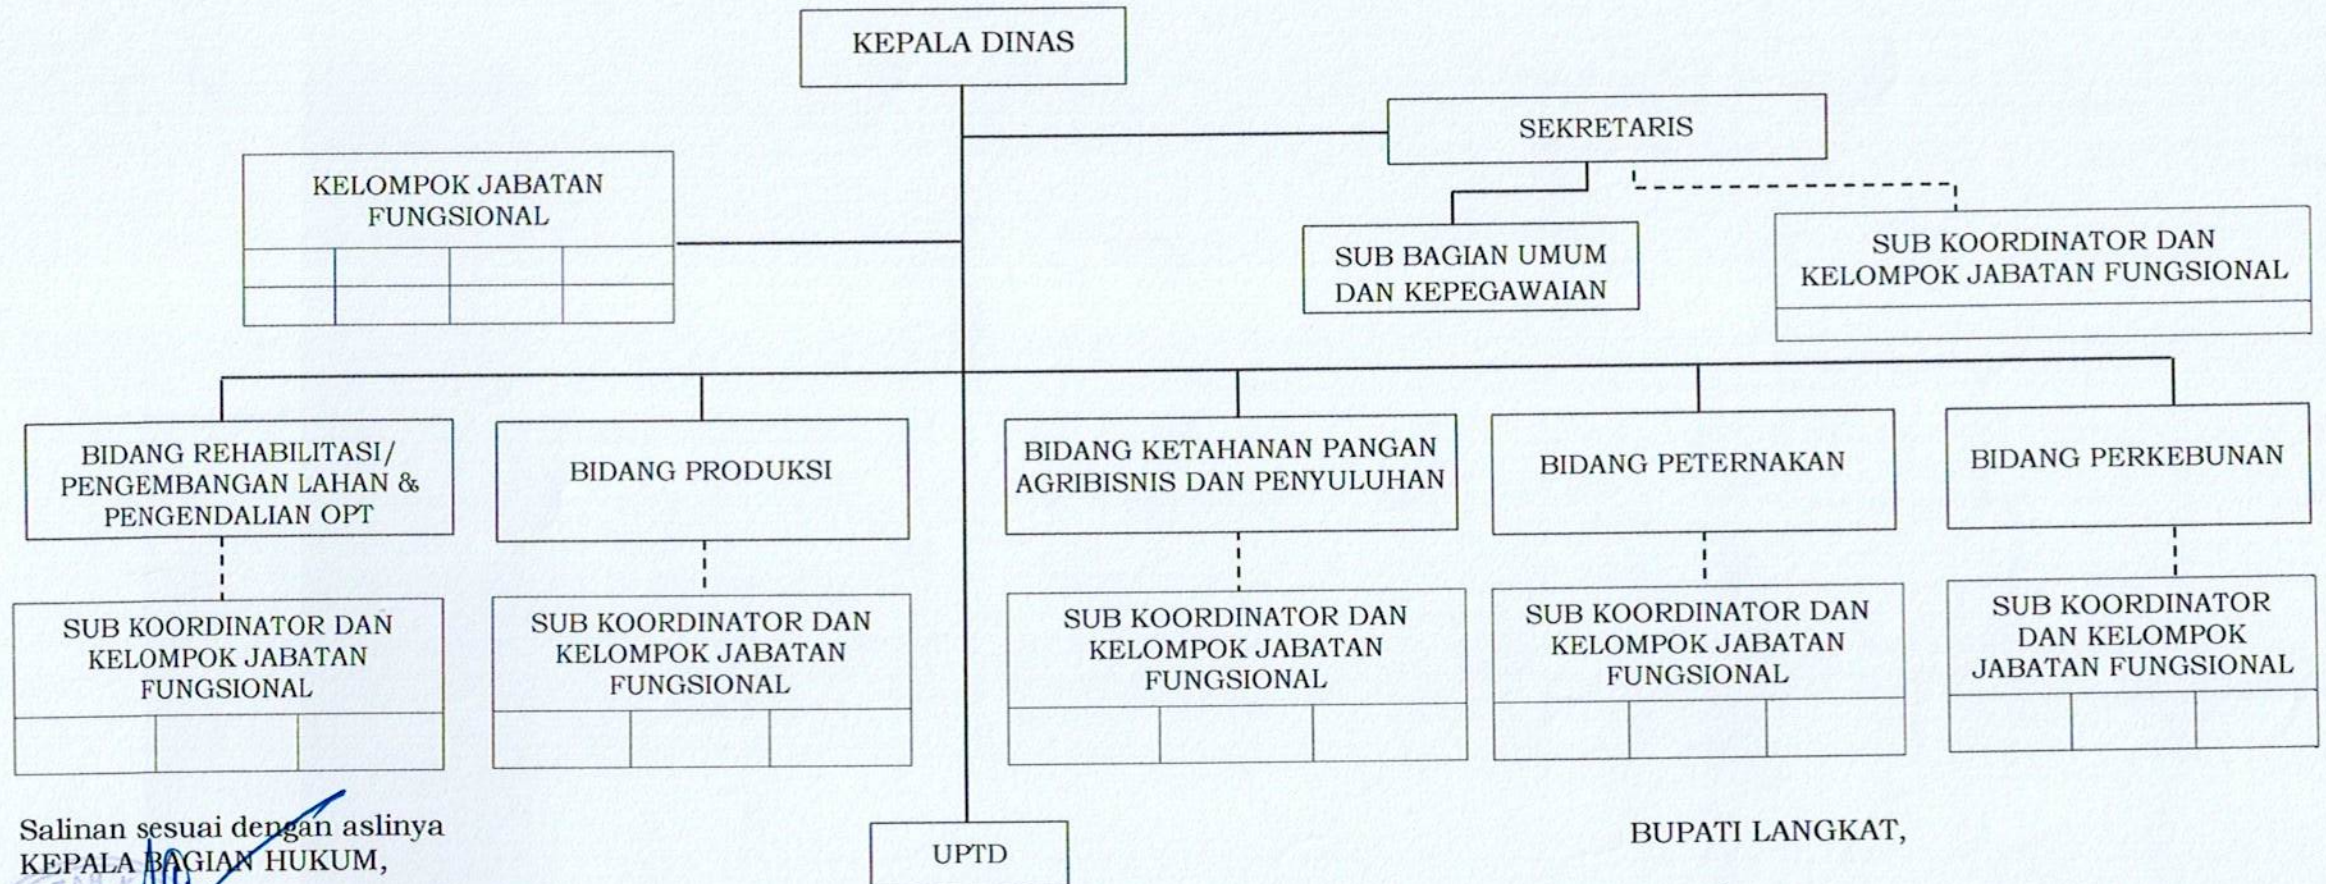 KEPALA DINAS
SEKRETARIS
KELOMPOK JABATAN
FUNGSIONAL
SUB BAGIAN UMUM
DAN KEPEGAWAIAN
SUB KOORDINATOR DAN
KELOMPOK JABATAN FUNGSIONAL
BIDANG REHABILITASI/
PENGEMBANGAN LAHAN &
PENGENDALIAN OPT
BIDANG PRODUKSI
BIDANG KETAHANAN PANGAN
AGRIBISNIS DAN PENYULUHAN
BIDANG PETERNAKAN
BIDANG PERKEBUNAN
SUB KOORDINATOR DAN
KELOMPOK JABATAN
FUNGSIONAL
SUB KOORDINATOR DAN
KELOMPOK JABATAN
FUNGSIONAL
SUB KOORDINATOR DAN
KELOMPOK JABATAN
FUNGSIONAL
SUB KOORDINATOR DAN
KELOMPOK JABATAN
FUNGSIONAL
SUB KOORDINATOR
DAN KELOMPOK
JABATAN FUNGSIONAL
Salinan sesuai dengan aslinya
KEPALA BAGIAN HUKUM,
UPTD
BUPATI LANGKAT,